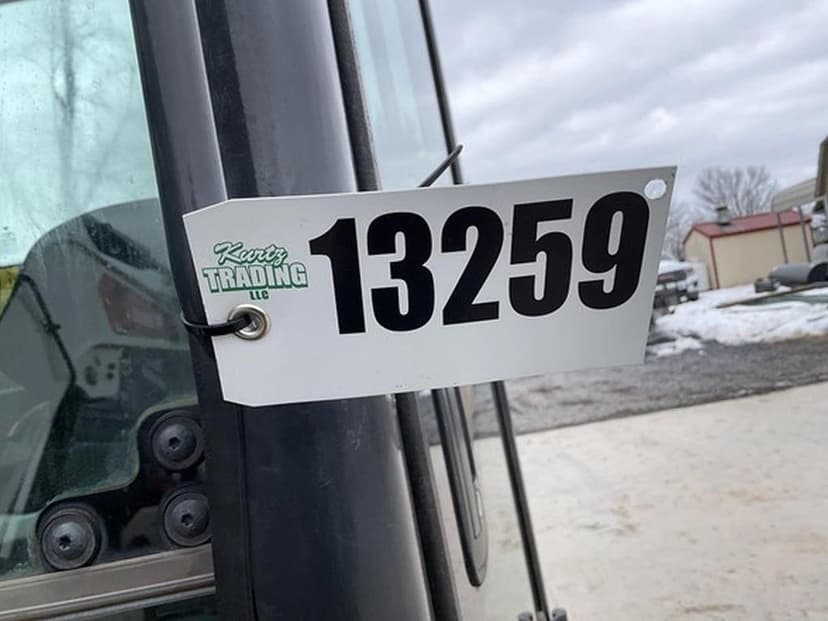 Kurtz
TRADING
LLC
13259